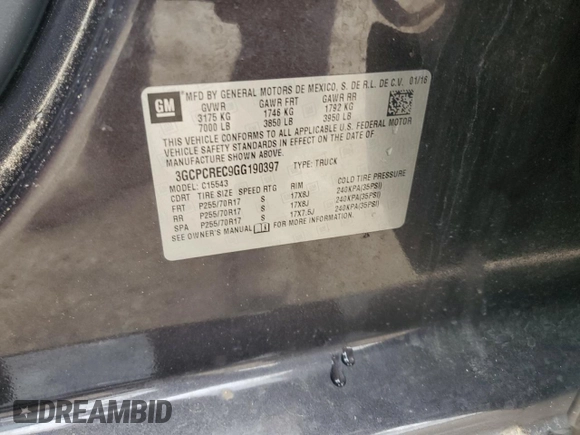 GM
MFD BY GENERAL MOTORS DE MEXICO, S. DE R.L. DE C.V. 01/16
GVWR GAWR FRT GAWR RR
3175 KG 1746 KG 1792 KG
7000 LB 3850 LB 3950 LB
THIS VEHICLE CONFORMS TO ALL APPLICABLE U.S. FEDERAL MOTOR
VEHICLE SAFETY STANDARDS IN EFFECT ON THE DATE OF
MANUFACTURE SHOWN ABOVE.
3GCPCREC9GG190397 TYPE: TRUCK
MODEL: C15543
CDRT TIRE SIZE SPEED RTG RIM COLD TIRE PRESSURE
FRT P255/70R17 S 17X8J 240KPA(35PSI)
RR P255/70R17 S 17X8J 240KPA(35PSI)
SPA P255/70R17 S 17X7.5J 240KPA(35PSI)
SEE OWNER'S MANUAL FOR MORE INFORMATION.
DREAMBID